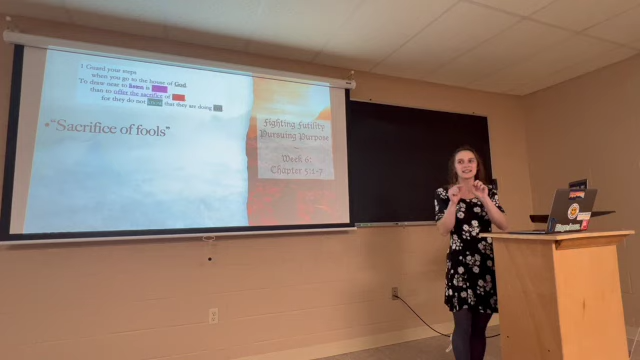 1 Guard your steps
when you go to the house of God.
To draw near to listen is
than to offer the sacrifice of
for they do not that they are doing
"Sacrifice of fools"
Fighting Futility
Pursuing Purpose
Week 6:
Chapter 5:1-7